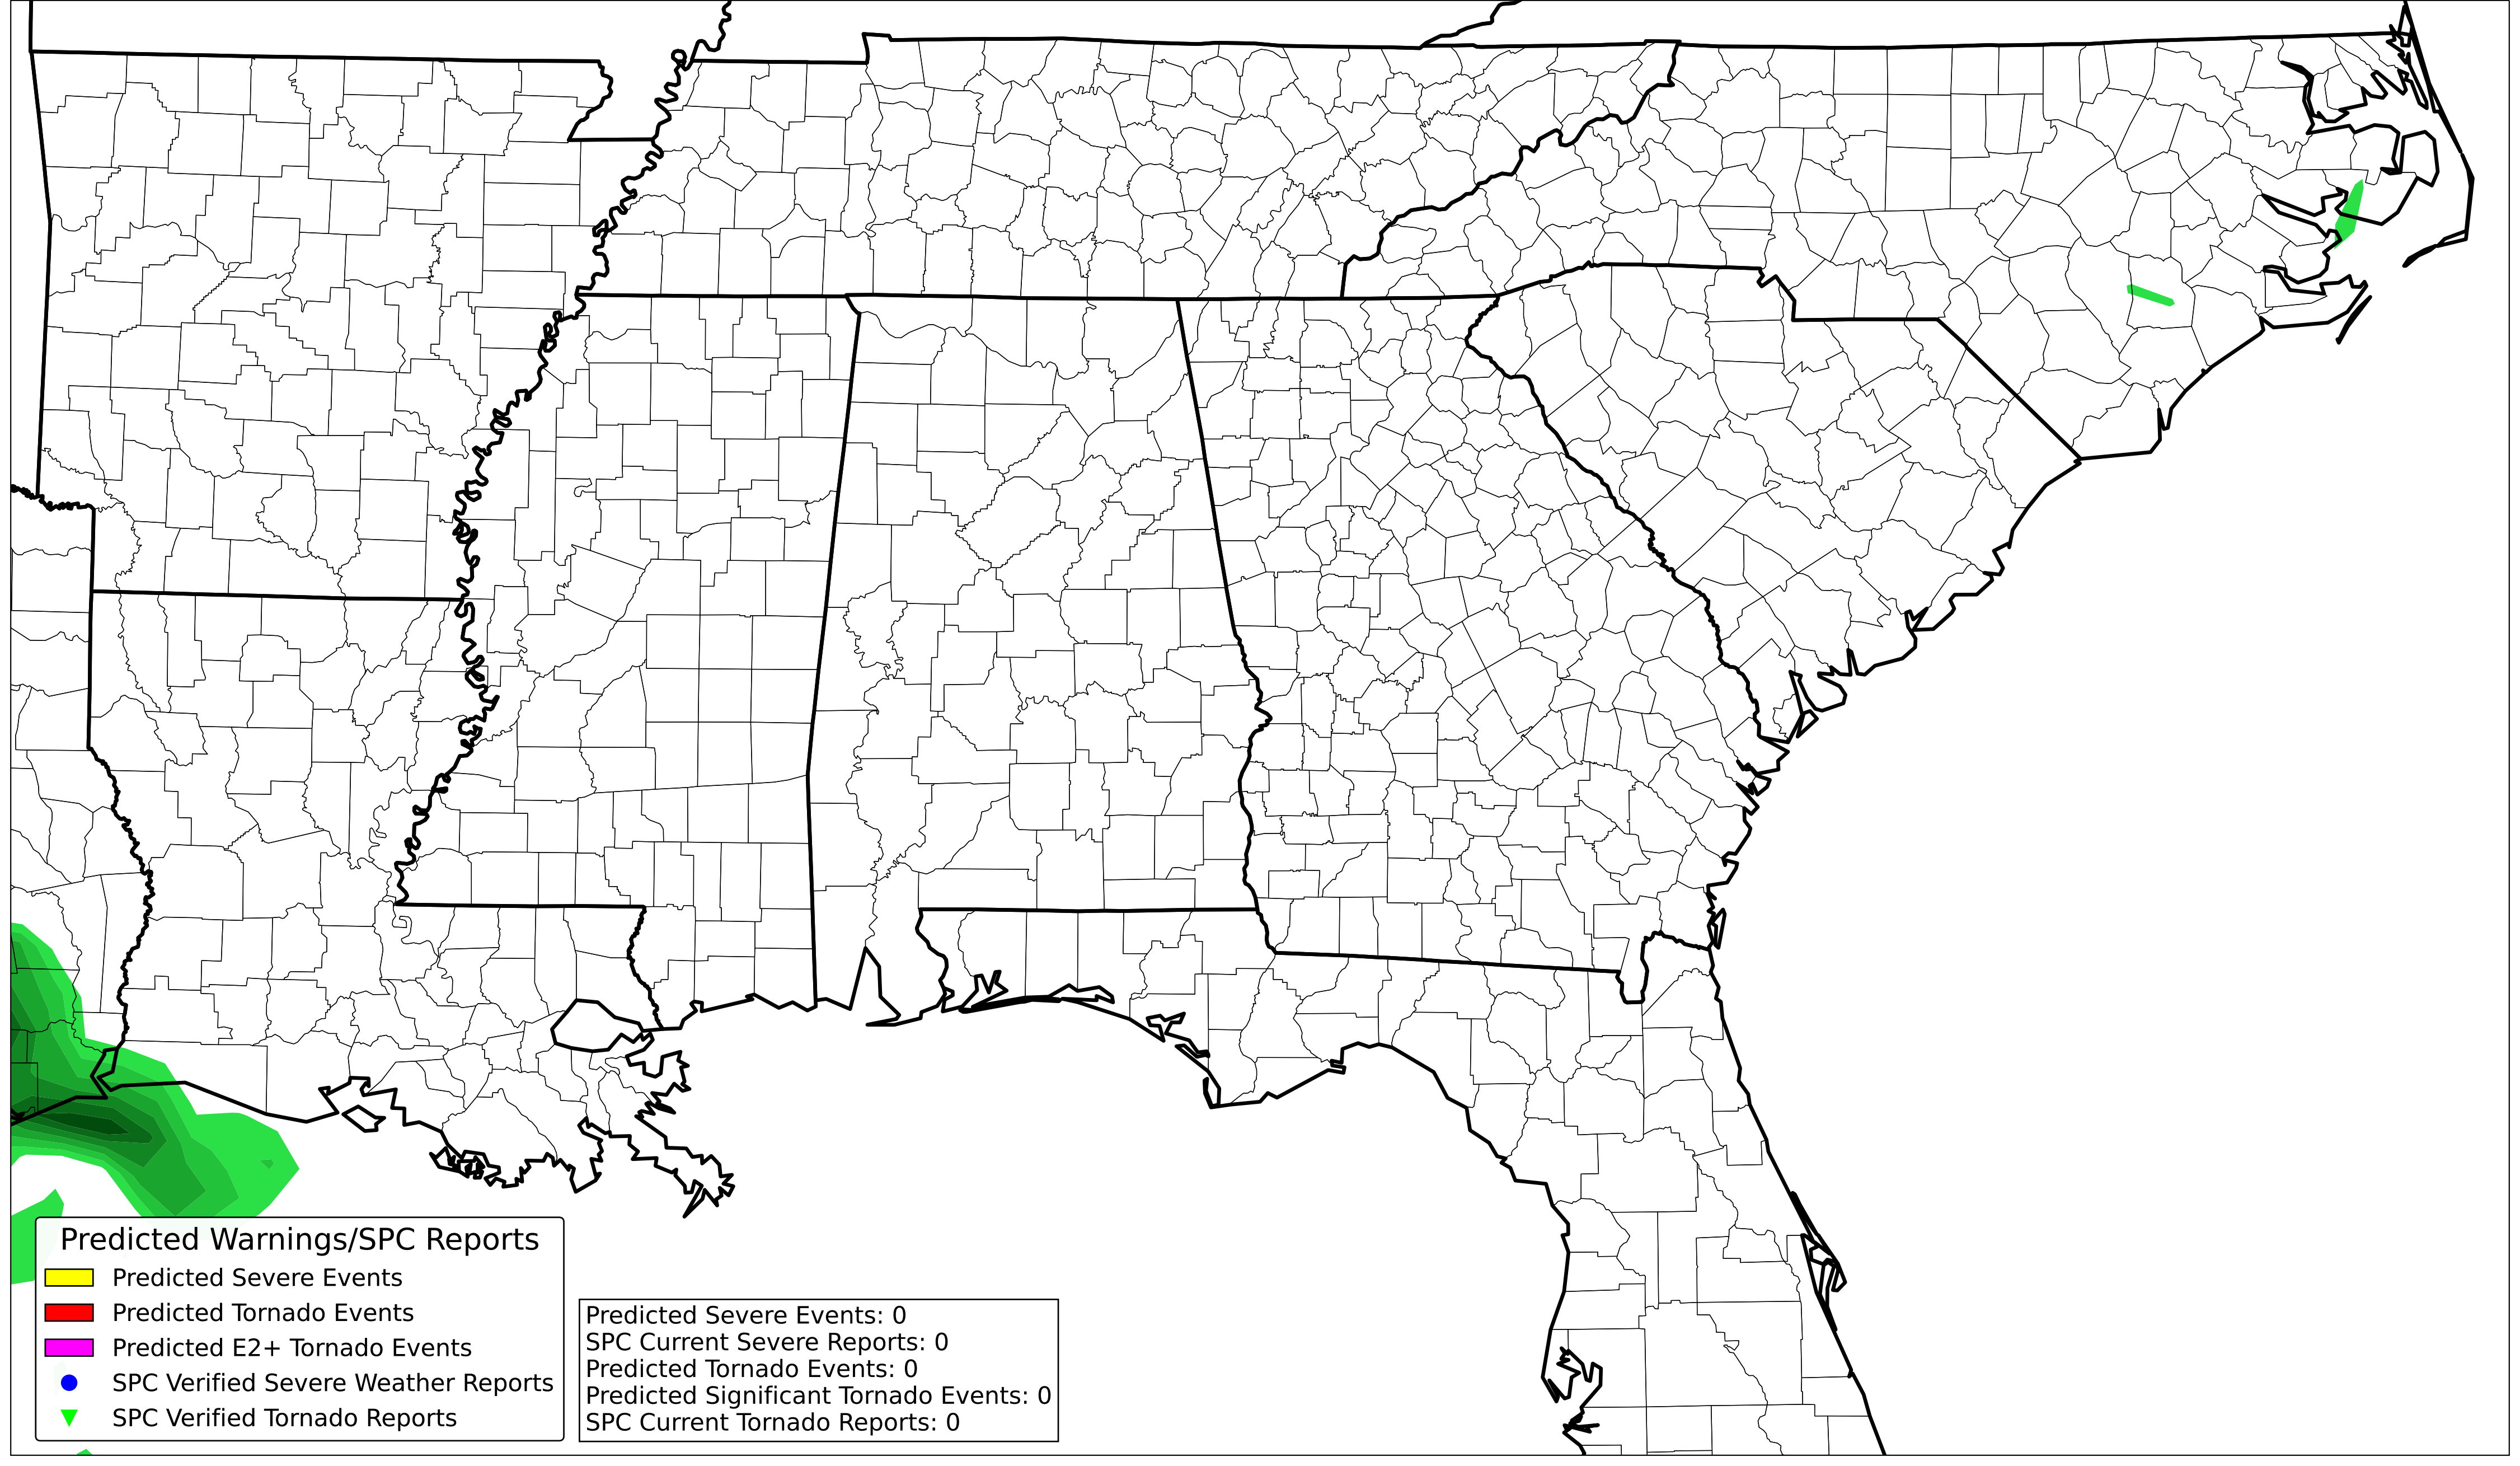 Predicted Warnings/SPC Reports
Predicted Severe Events
Predicted Tornado Events
Predicted E2+ Tornado Events
SPC Verified Severe Weather Reports
SPC Verified Tornado Reports
Predicted Severe Events: 0
SPC Current Severe Reports: 0
Predicted Tornado Events: 0
Predicted Significant Tornado Events: 0
SPC Current Tornado Reports: 0